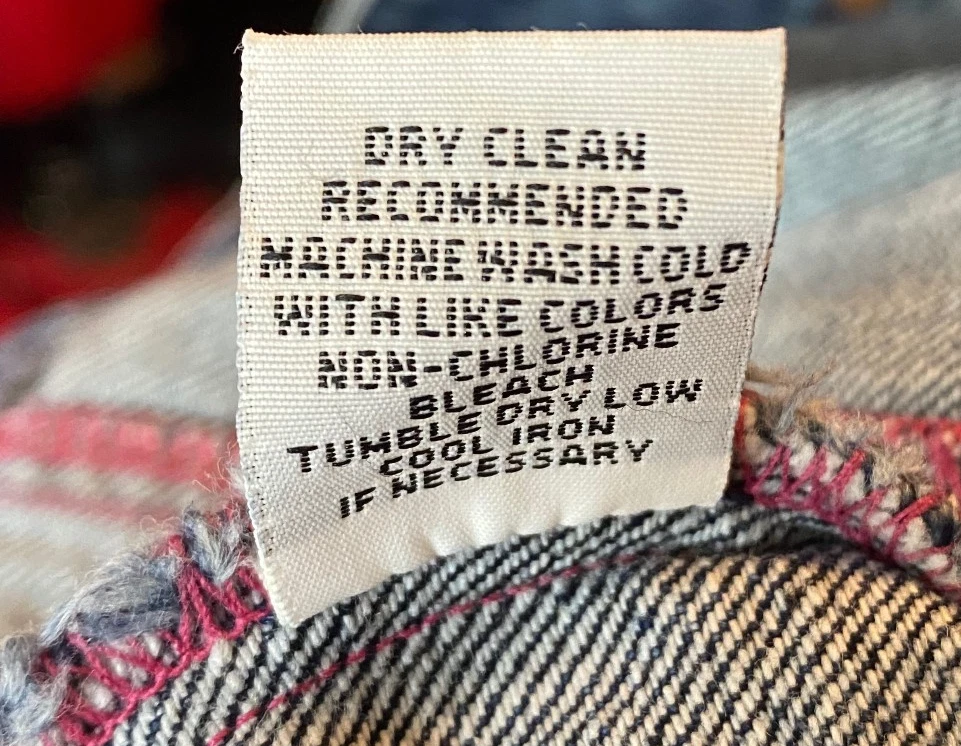 DRY CLEAN
RECOMMENDED
MACHINE WASH COLD
WITH LIKE COLORS
NON-CHLORINE
BLEACH
TUMBLE DRY LOW
COOL IRON
IF NECESSARY